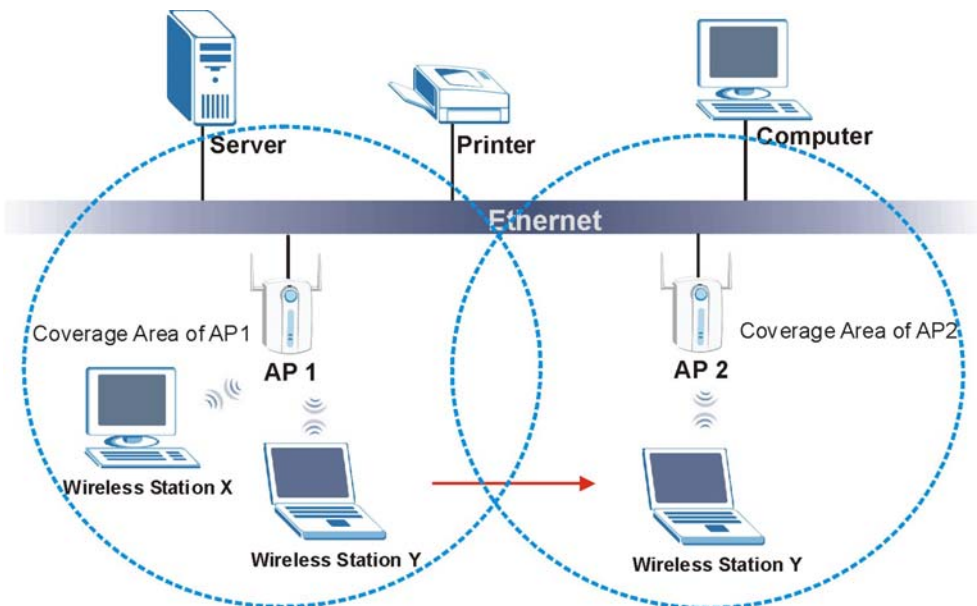 Server
Printer
Computer
Ethernet
Coverage Area of AP1
Coverage Area of AP2
AP 1
AP 2
Wireless Station X
Wireless Station Y
Wireless Station Y